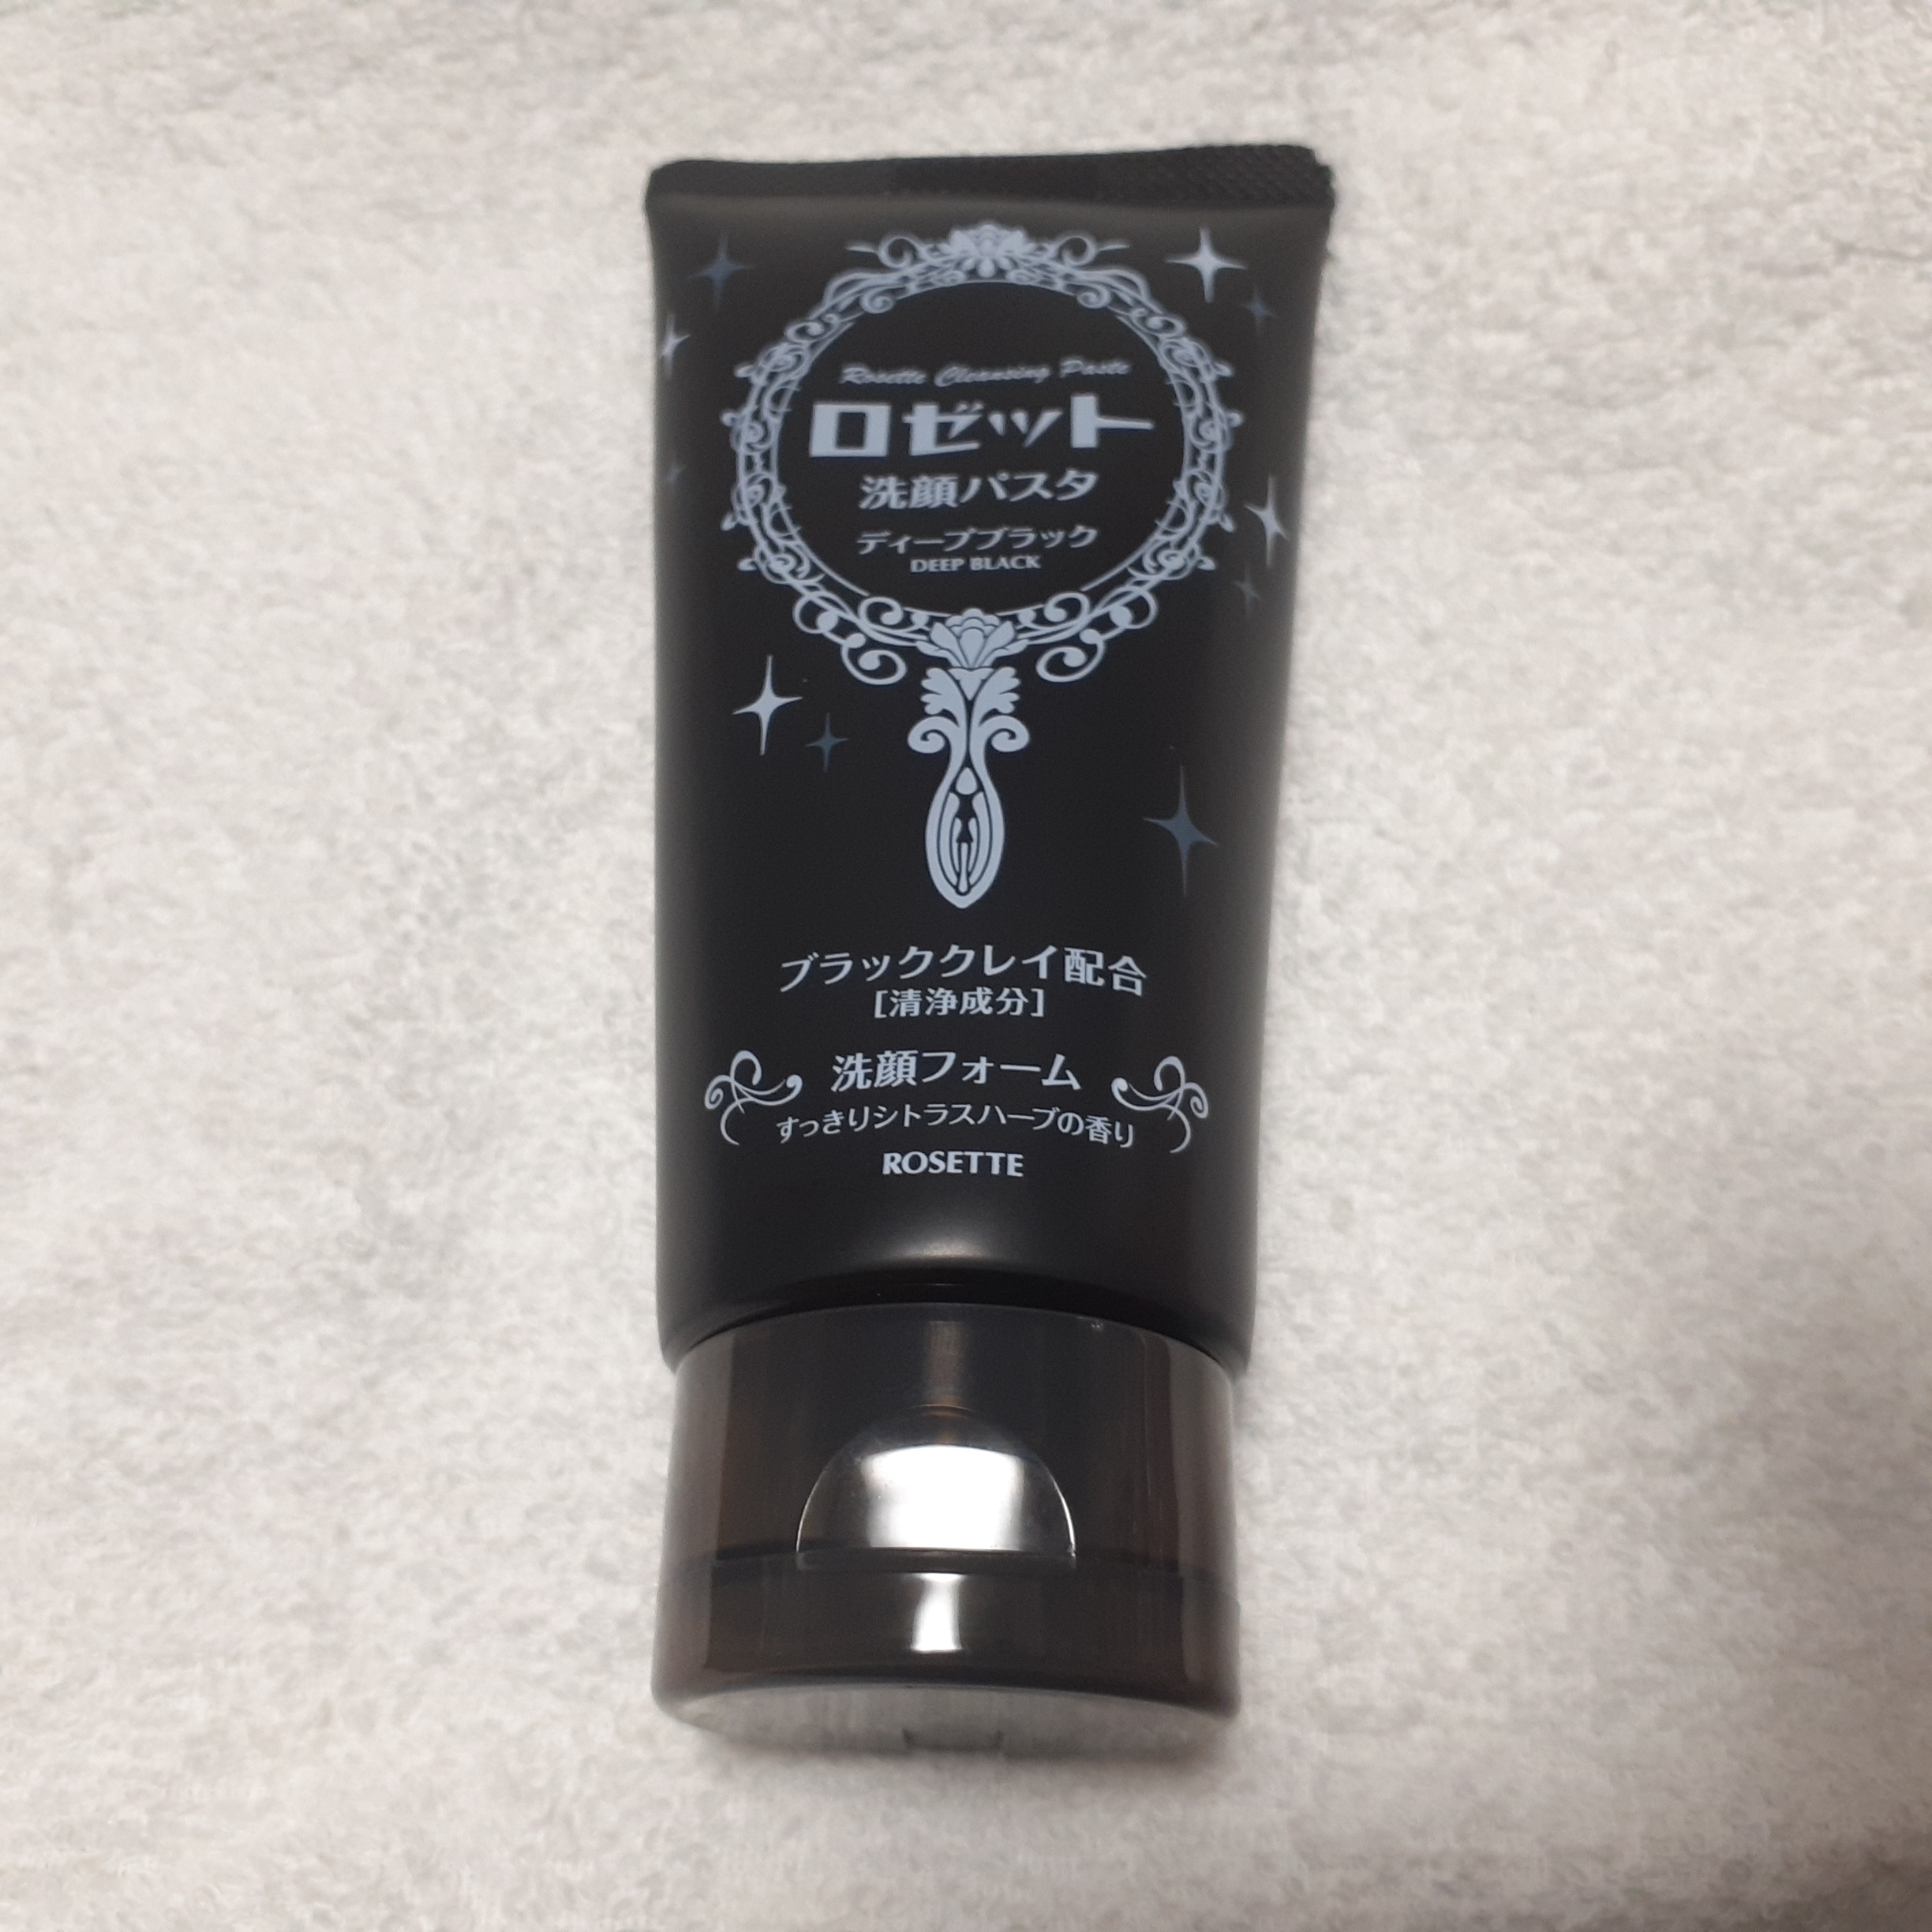 Rosette Cleansing Paste
ロゼット
洗顔パスタ
ディープブラック
DEEP BLACK
ブラッククレイ配合
[清浄成分]
洗顔フォーム
すっきりシトラスハーブの香り
ROSETTE